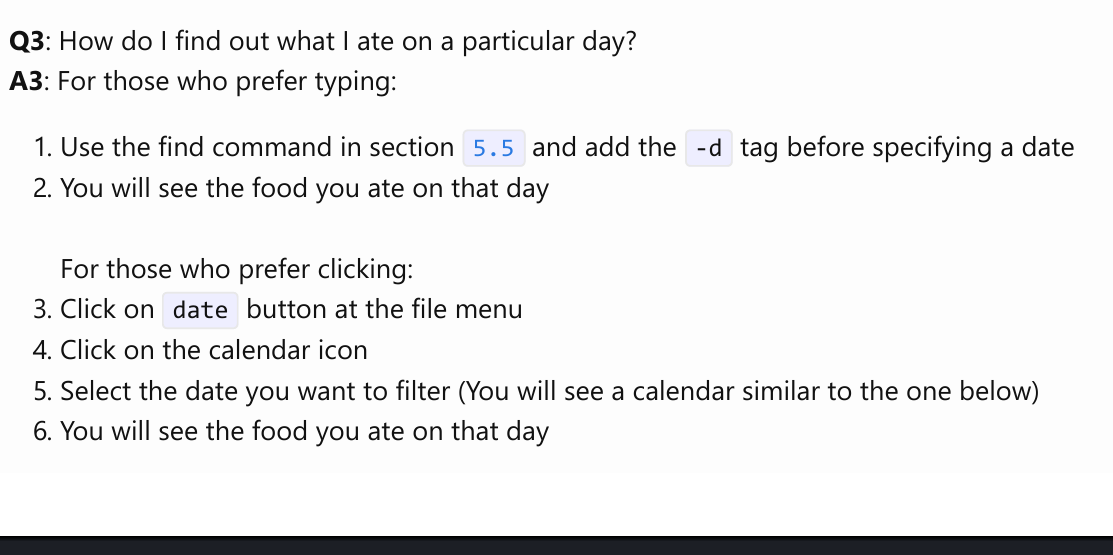 Q3: How do I find out what I ate on a particular day?
A3: For those who prefer typing:
1. Use the find command in section 5.5 and add the -d tag before specifying a date
2. You will see the food you ate on that day
For those who prefer clicking:
3. Click on date button at the file menu
4. Click on the calendar icon
5. Select the date you want to filter (You will see a calendar similar to the one below)
6. You will see the food you ate on that day